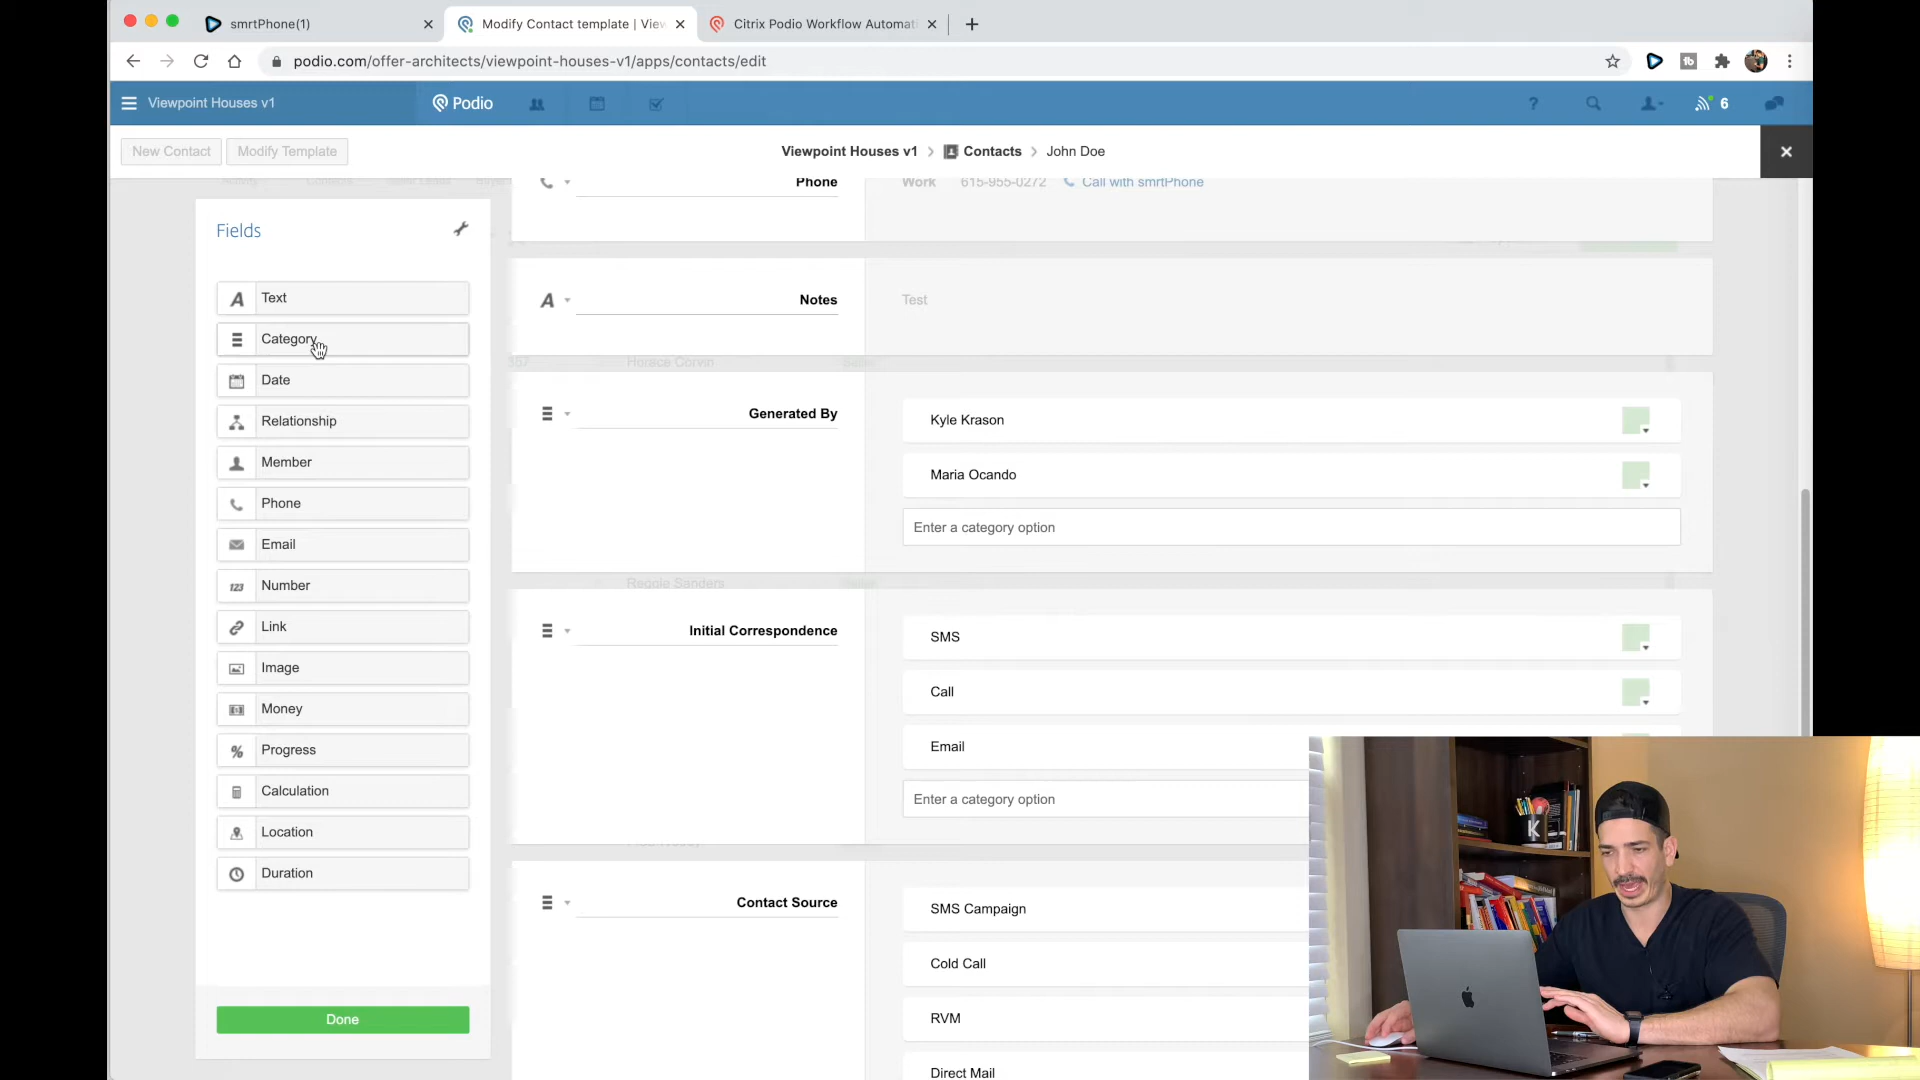 smrtPhone(1)
Modify Contact template | View
Citrix Podio Workflow Automati
podio.com/offer-architects/viewpoint-houses-v1/apps/contacts/edit
Viewpoint Houses v1
Podio
6
New Contact
Modify Template
Viewpoint Houses v1 > Contacts > John Doe
Phone
Work 615-955-0272 Call with smrtPhone
Fields
Text
Category
Date
Relationship
Member
Phone
Email
Number
Link
Image
Money
Progress
Calculation
Location
Duration
Done
Notes
Test
Horace Corvin
Generated By
Kyle Krason
Maria Ocando
Enter a category option
Reggie Sanders
Initial Correspondence
SMS
Call
Email
Enter a category option
Contact Source
SMS Campaign
Cold Call
RVM
Direct Mail
K